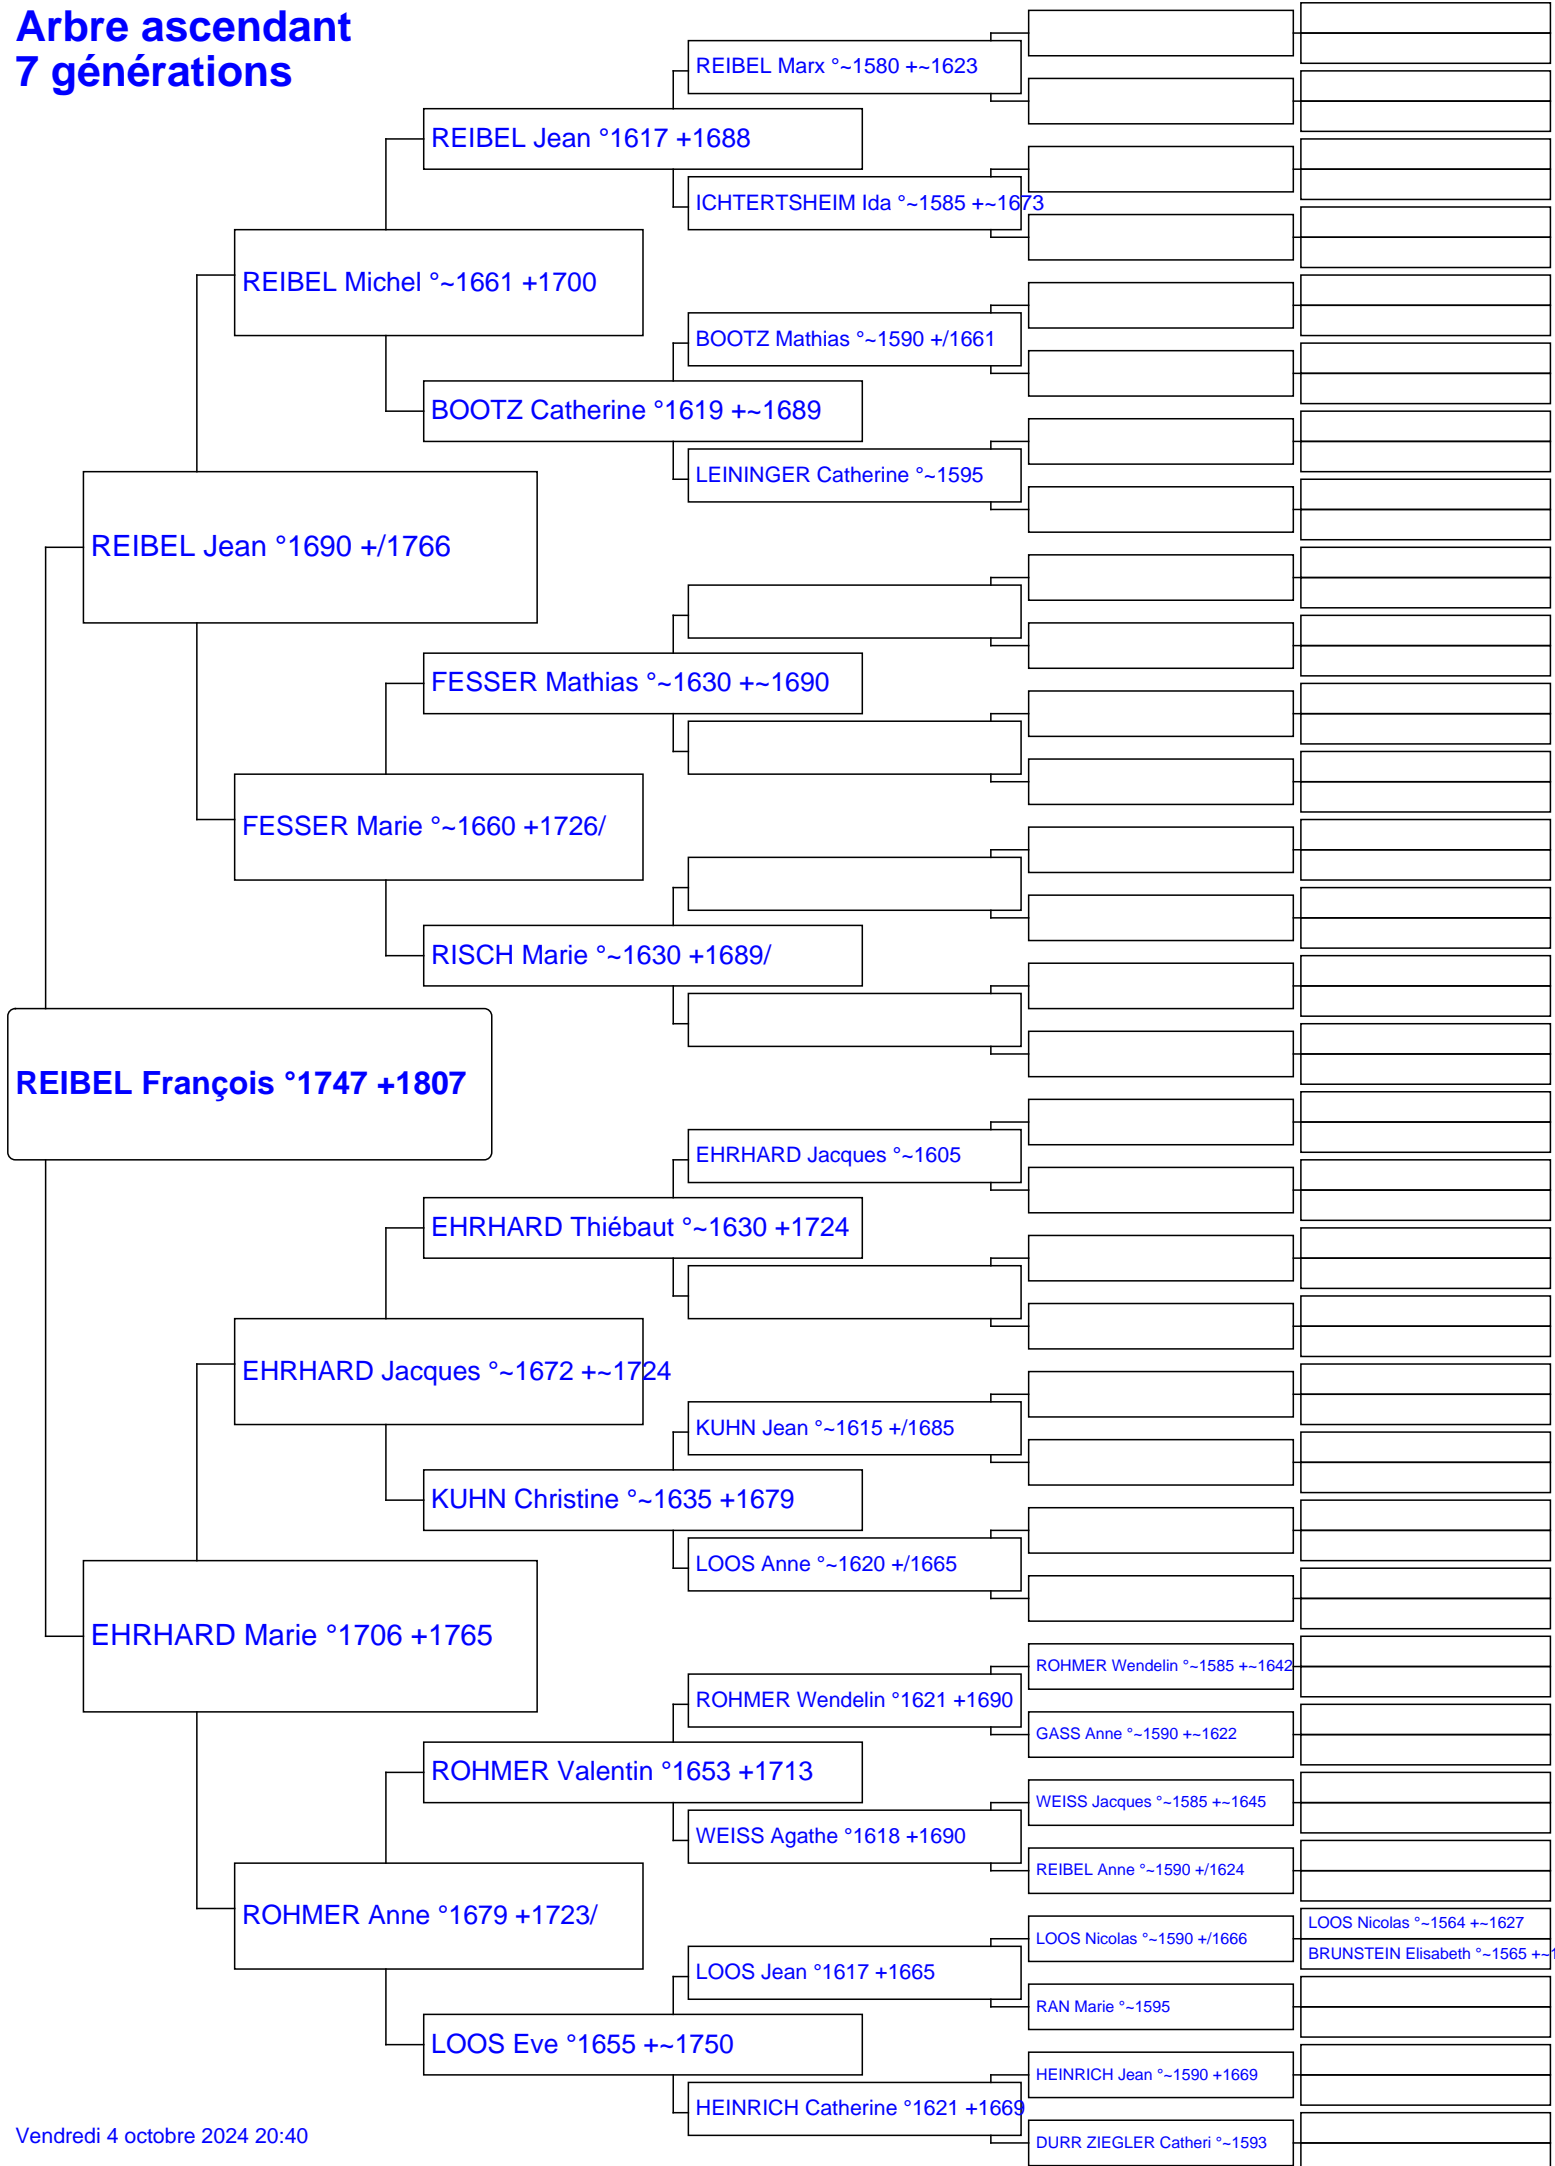 Arbre ascendant
7 générations
REIBEL Marx °~1580 +~1623
REIBEL Jean °1617 +1688
ICHTERTSHEIM Ida °~1585 +~1673
REIBEL Michel °~1661 +1700
BOOTZ Mathias °~1590 +/1661
BOOTZ Catherine °1619 +~1689
LEININGER Catherine °~1595
REIBEL Jean °1690 +/1766
FESSER Mathias °~1630 +~1690
FESSER Marie °~1660 +1726/
RISCH Marie °~1630 +1689/
REIBEL François °1747 +1807
EHRHARD Jacques °~1605
EHRHARD Thiébaut °~1630 +1724
EHRHARD Jacques °~1672 +~1724
KUHN Jean °~1615 +/1685
KUHN Christine °~1635 +1679
LOOS Anne °~1620 +/1665
EHRHARD Marie °1706 +1765
ROHMER Wendelin °~1585 +~1642
ROHMER Wendelin °1621 +1690
GASS Anne °~1590 +~1622
ROHMER Valentin °1653 +1713
WEISS Jacques °~1585 +~1645
WEISS Agathe °1618 +1690
REIBEL Anne °~1590 +/1624
ROHMER Anne °1679 +1723/
LOOS Nicolas °~1564 +~1627
LOOS Nicolas °~1590 +/1666
BRUNSTEIN Elisabeth °~1565 +~1
LOOS Jean °1617 +1665
RAN Marie °~1595
LOOS Eve °1655 +~1750
HEINRICH Jean °~1590 +1669
HEINRICH Catherine °1621 +1669
DURR ZIEGLER Catheri °~1593
Vendredi 4 octobre 2024 20:40